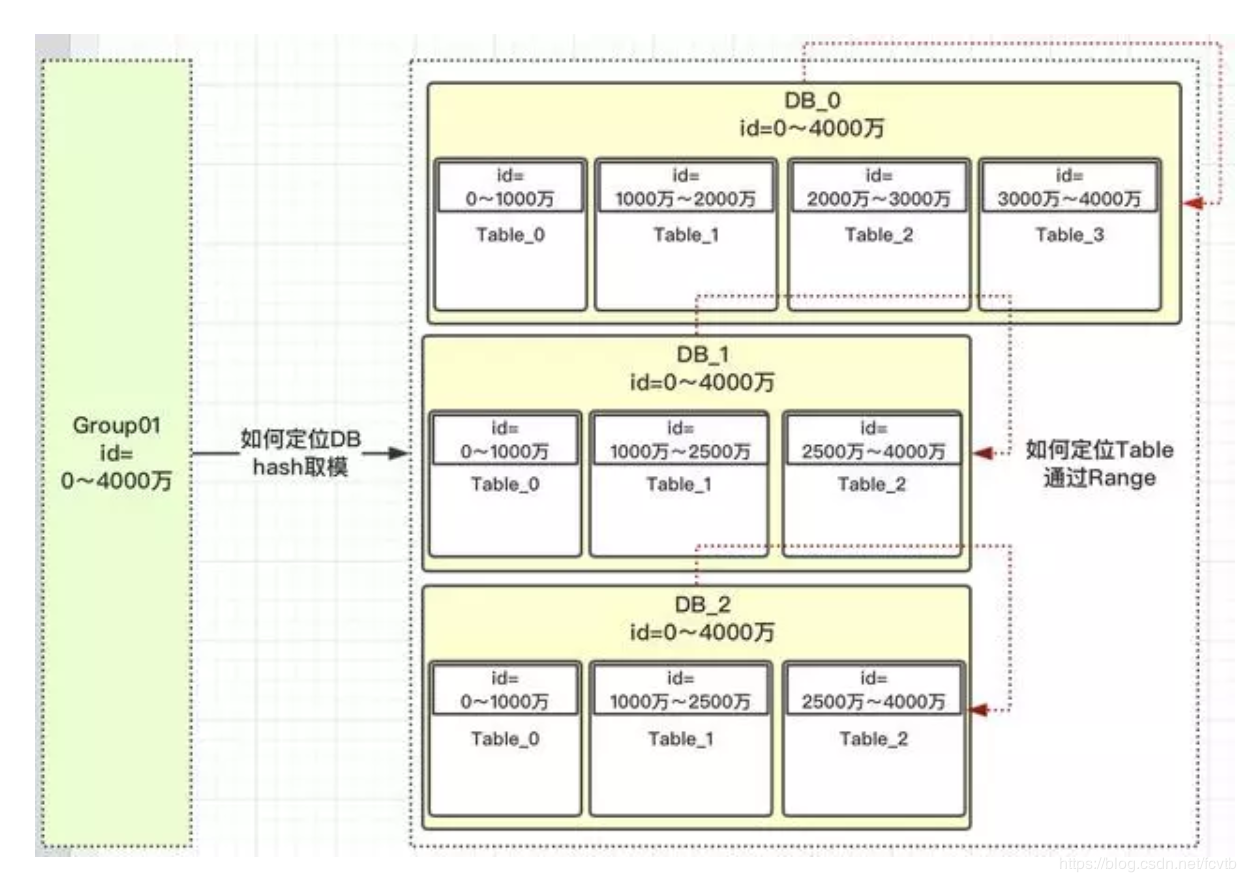 Group01
id=
0～4000万
如何定位DB
hash取模
DB_0
id=0～4000万
id=
0～1000万
Table_0
id=
1000万～2000万
Table_1
id=
2000万～3000万
Table_2
id=
3000万～4000万
Table_3
DB_1
id=0～4000万
id=
0～1000万
Table_0
id=
1000万～2500万
Table_1
id=
2500万～4000万
Table_2
如何定位Table
通过Range
DB_2
id=0～4000万
id=
0～1000万
Table_0
id=
1000万～2500万
Table_1
id=
2500万～4000万
Table_2
https://blog.csdn.net/lcvtb